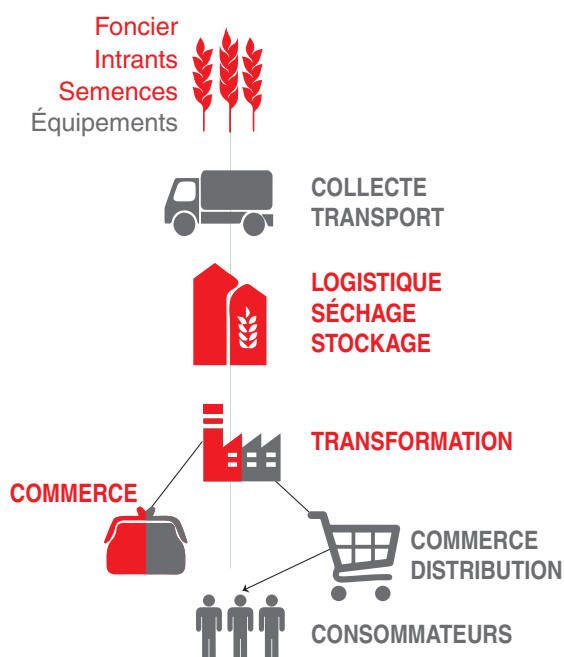 Foncier
Intrants
Semences
Équipements
COLLECTE
TRANSPORT
LOGISTIQUE
SÉCHAGE
STOCKAGE
TRANSFORMATION
COMMERCE
COMMERCE
DISTRIBUTION
CONSOMMATEURS